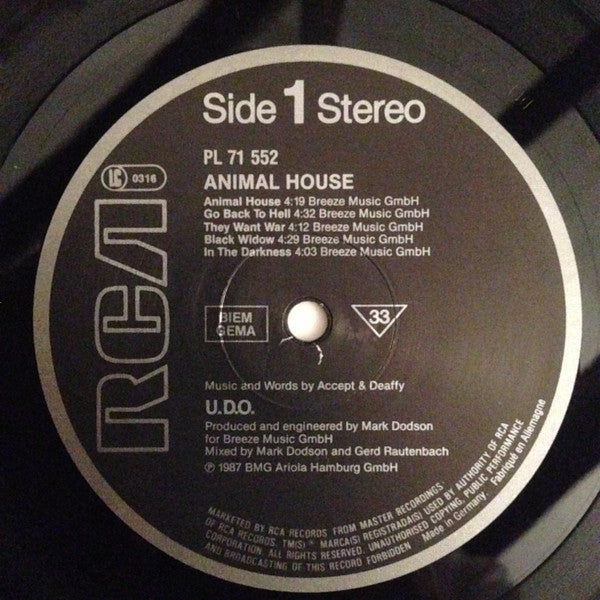 Side 1 Stereo
PL 71 552
LC 0316
ANIMAL HOUSE
Animal House 4:19 Breeze Music GmbH
Go Back To Hell 4:32 Breeze Music GmbH
They Want War 4:12 Breeze Music GmbH
Black Widow 4:29 Breeze Music GmbH
In The Darkness 4:03 Breeze Music GmbH
RCA
BIEM
GEMA
33
Music and Words by Accept & Deaffy
U.D.O.
Produced and engineered by Mark Dodson
for Breeze Music GmbH
Mixed by Mark Dodson and Gerd Rautenbach
℗ 1987 BMG Ariola Hamburg GmbH
MARKETED BY RCA RECORDS FROM MASTER RECORDINGS
OF RCA RECORDS. TM(S) ® MARCA(S) REGISTRADA(S) USED BY AUTHORITY OF RCA
CORPORATION. ALL RIGHTS RESERVED. UNAUTHORISED COPYING, PUBLIC PERFORMANCE
AND BROADCASTING OF THIS RECORD FORBIDDEN Made in Germany. Fabriqué en Allemagne